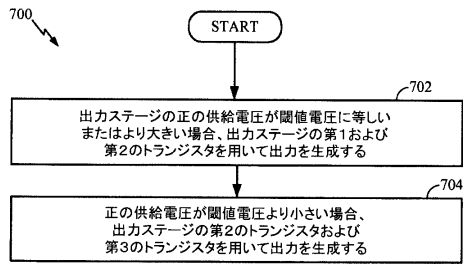 700
START
702
出力ステージの正の供給電圧が閾値電圧に等しい
またはより大きい場合、出力ステージの第1および
第2のトランジスタを用いて出力を生成する
704
正の供給電圧が閾値電圧より小さい場合、
出力ステージの第2のトランジスタおよび
第3のトランジスタを用いて出力を生成する